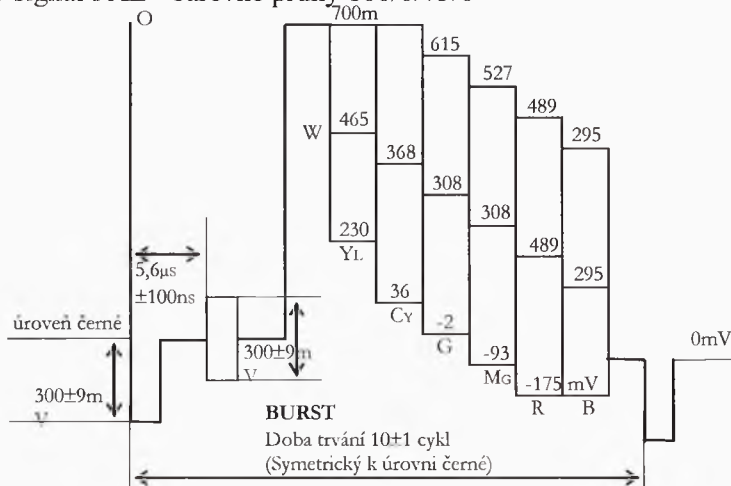 O
700m
615
527
489
295
W
465
368
308
308
489
295
230
YL
36
CY
-2
G
-93
MG
-175 mV
R
B
0mV
5,6µs
±100ns
úroveň černé
300±9m
V
300±9m
V
BURST
Doba trvání 10±1 cykl
(Symetrický k úrovni černé)